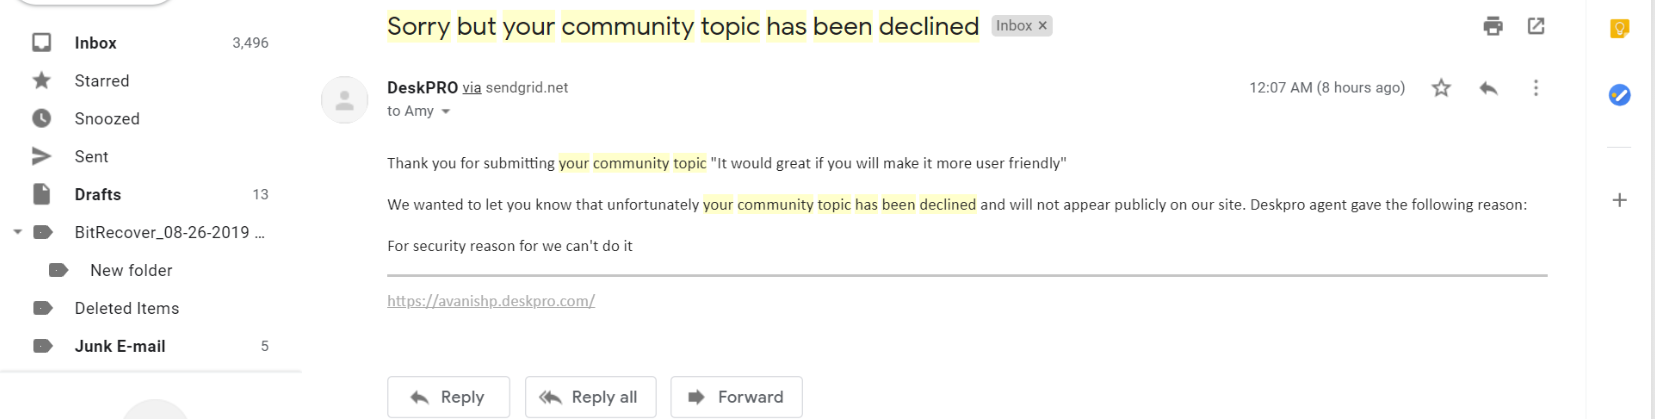 Sorry but your community topic has been declined Inbox ×
Inbox 3,496
Starred
Snoozed
Sent
Drafts 13
BitRecover_08-26-2019 ...
New folder
Deleted Items
Junk E-mail 5
DeskPRO via sendgrid.net 12:07 AM (8 hours ago)
to Amy
Thank you for submitting your community topic "It would great if you will make it more user friendly"
We wanted to let you know that unfortunately your community topic has been declined and will not appear publicly on our site. Deskpro agent gave the following reason:
For security reason for we can't do it
https://avanishp.deskpro.com/
Reply Reply all Forward